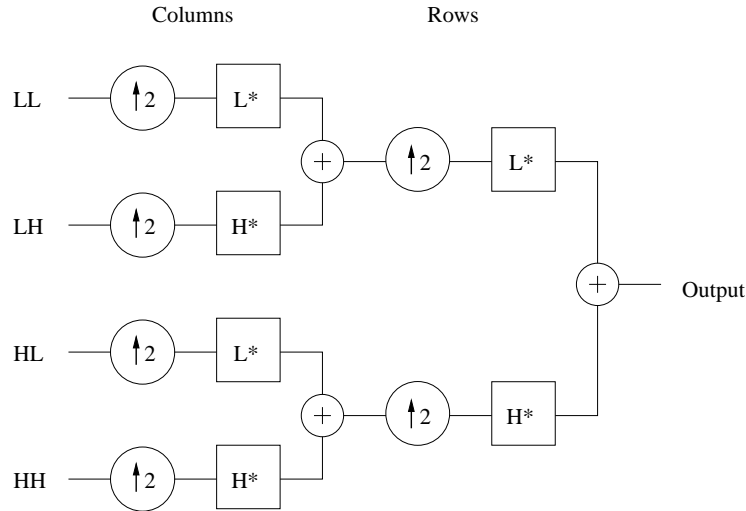 Columns Rows
LL ↑2 L*
+ ↑2 L*
LH ↑2 H*
+ Output
HL ↑2 L*
+ ↑2 H*
HH ↑2 H*